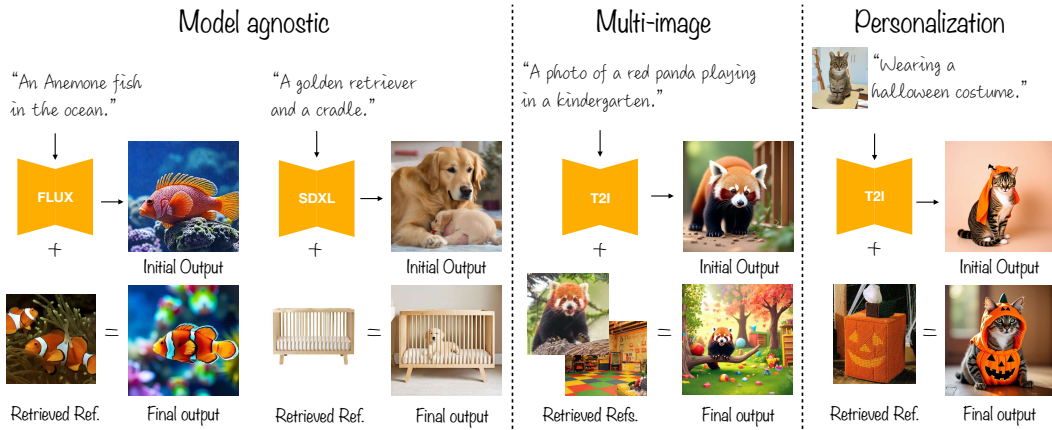 Model agnostic
Multi-image
Personalization
"An Anemone fish
in the ocean."
"A golden retriever
and a cradle."
"A photo of a red panda playing
in a kindergarten."
"Wearing a
halloween costume."
FLUX
SDXL
T2I
T2I
+
+
+
+
Initial Output
Initial Output
Initial Output
Initial Output
=
=
=
=
Retrieved Ref.
Final output
Retrieved Ref.
Final output
Retrieved Refs.
Final output
Retrieved Ref.
Final output